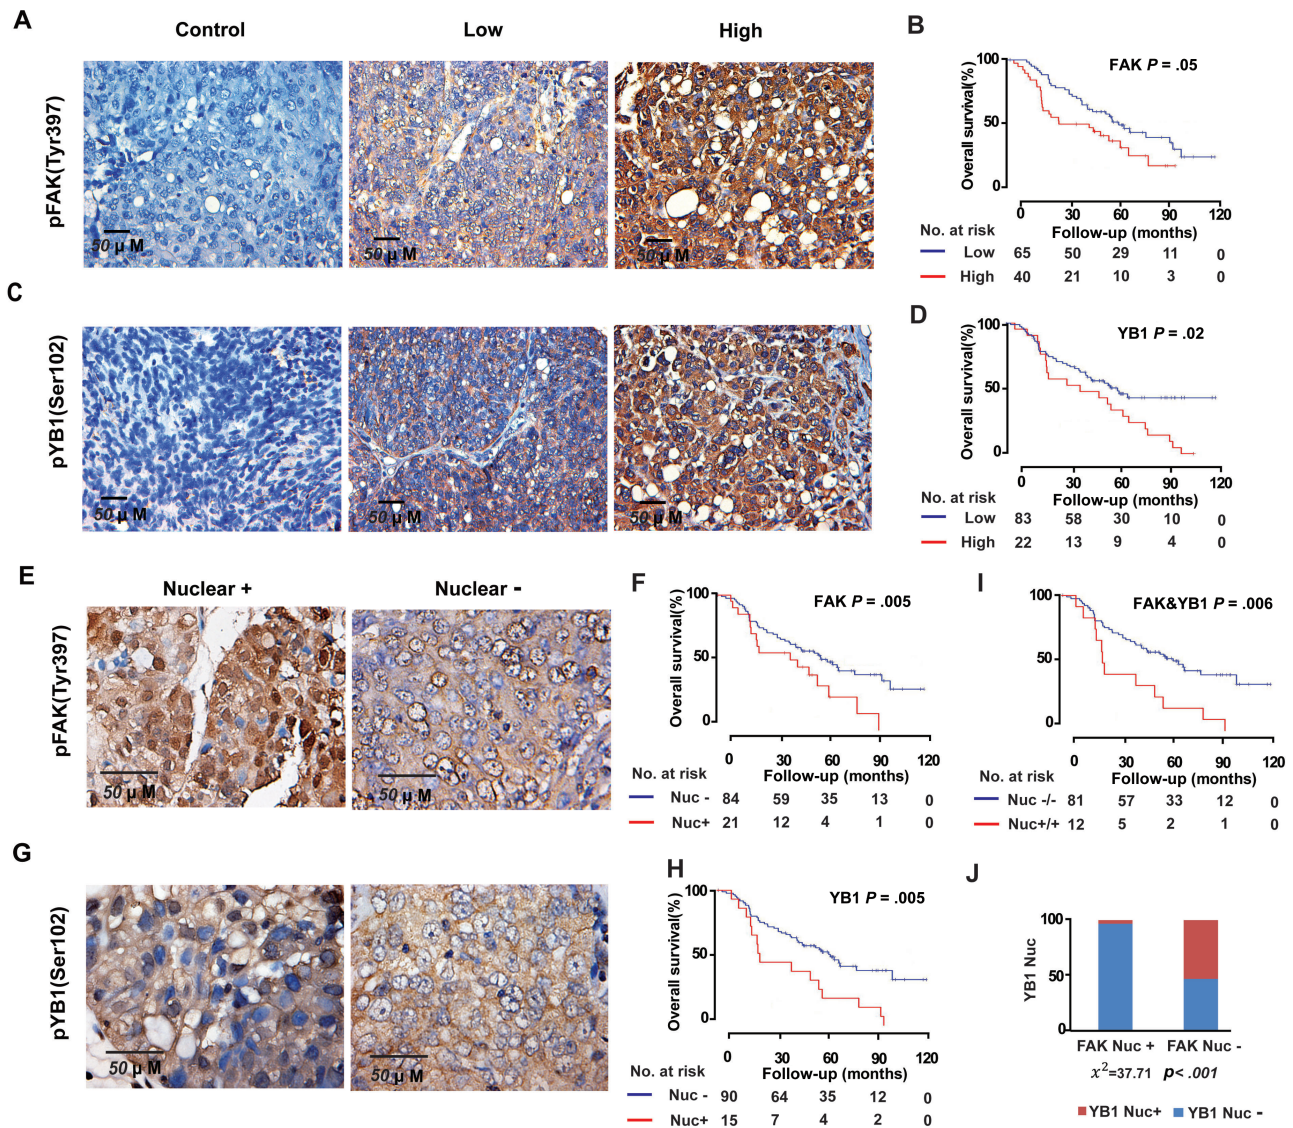 A
Control
Low
High
pFAK(Tyr397)
50 μ M
50 μ M
50 μ M
B
FAK P = .05
Overall survival(%)
100
50
0
0 30 60 90 120
Follow-up (months)
No. at risk
Low 65 50 29 11 0
High 40 21 10 3 0
C
pYB1(Ser102)
50 μ M
50 μ M
50 μ M
D
YB1 P = .02
Overall survival(%)
100
50
0
0 30 60 90 120
Follow-up (months)
No. at risk
Low 83 58 30 10 0
High 22 13 9 4 0
E
Nuclear +
Nuclear -
pFAK(Tyr397)
50 μ M
50 μ M
F
FAK P = .005
Overall survival(%)
100
50
0
0 30 60 90 120
Follow-up (months)
No. at risk
Nuc - 84 59 35 13 0
Nuc+ 21 12 4 1 0
I
FAK&YB1 P = .006
Overall survival(%)
100
50
0
0 30 60 90 120
Follow-up (months)
No. at risk
Nuc -/- 81 57 33 12 0
Nuc+/+ 12 5 2 1 0
G
pYB1(Ser102)
50 μ M
50 μ M
H
YB1 P = .005
Overall survival(%)
100
50
0
0 30 60 90 120
Follow-up (months)
No. at risk
Nuc - 90 64 35 12 0
Nuc+ 15 7 4 2 0
J
YB1 Nuc
100
50
0
FAK Nuc + FAK Nuc -
x²=37.71 p< .001
YB1 Nuc+ YB1 Nuc -